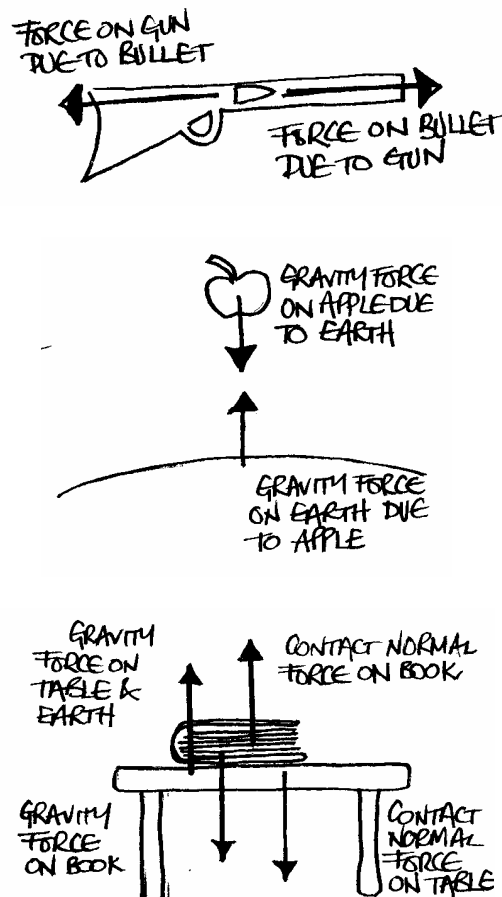 FORCE ON GUN
DUE TO BULLET
FORCE ON BULLET
DUE TO GUN
GRAVITY FORCE
ON APPLE DUE
TO EARTH
GRAVITY FORCE
ON EARTH DUE
TO APPLE
GRAVITY
FORCE ON
TABLE &
EARTH
CONTACT NORMAL
FORCE ON BOOK
GRAVITY
FORCE
ON BOOK
CONTACT
NORMAL
FORCE
ON TABLE